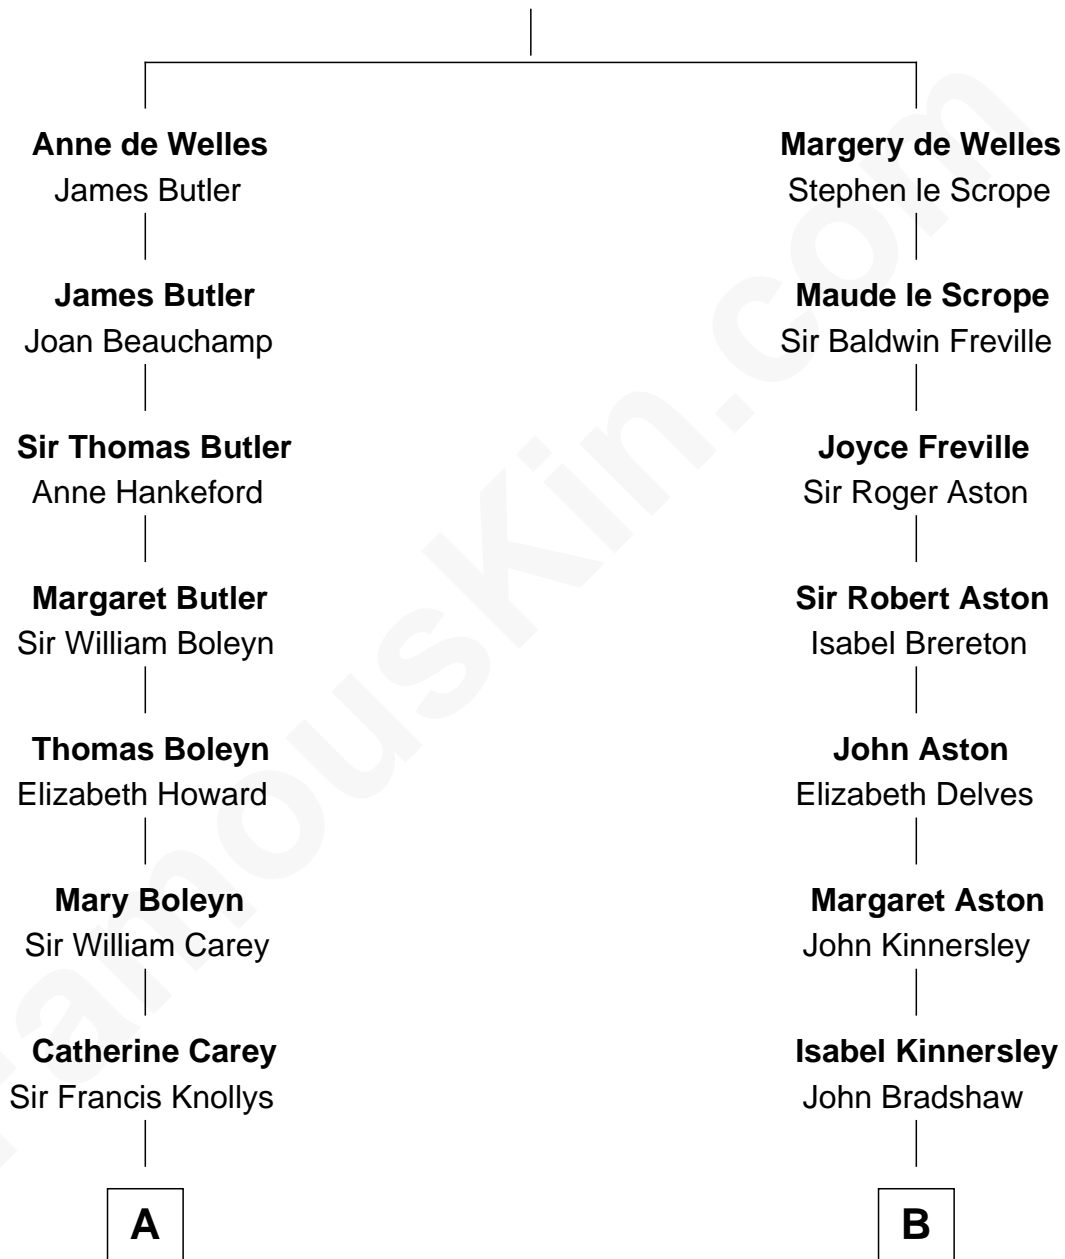 Anne de Welles
James Butler
James Butler
Joan Beauchamp
Sir Thomas Butler
Anne Hankeford
Margaret Butler
Sir William Boleyn
Thomas Boleyn
Elizabeth Howard
Mary Boleyn
Sir William Carey
Catherine Carey
Sir Francis Knollys
A
Margery de Welles
Stephen le Scrope
Maude le Scrope
Sir Baldwin Freville
Joyce Freville
Sir Roger Aston
Sir Robert Aston
Isabel Brereton
John Aston
Elizabeth Delves
Margaret Aston
John Kinnersley
Isabel Kinnersley
John Bradshaw
B
FamousKin.com